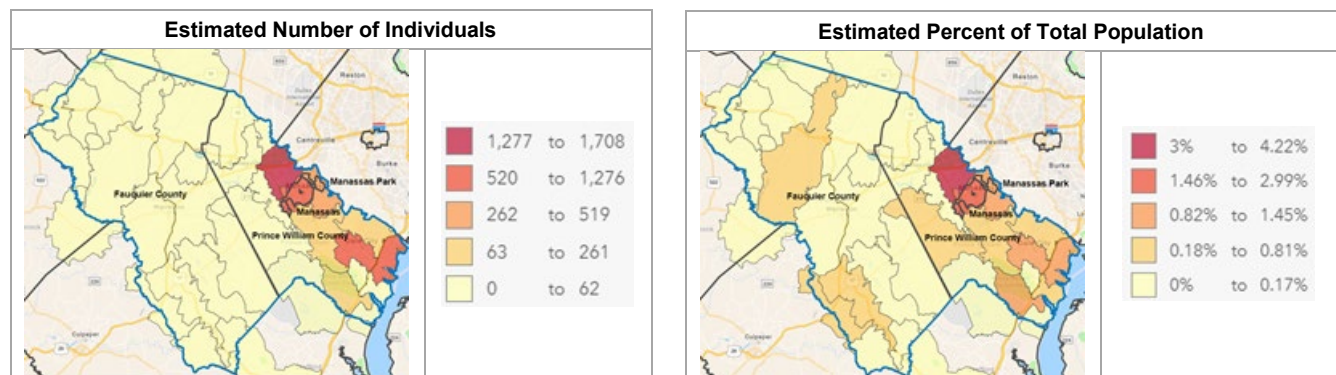 Estimated Number of Individuals
Reston
Centreville
Burke
Manassas Park
Fauquier County
Manassas
Prince William County
Culpeper
1,277 to 1,708
520 to 1,276
262 to 519
63 to 261
0 to 62
Estimated Percent of Total Population
Reston
Centreville
Burke
Manassas Park
Fauquier County
Manassas
Prince William County
Culpeper
3% to 4.22%
1.46% to 2.99%
0.82% to 1.45%
0.18% to 0.81%
0% to 0.17%